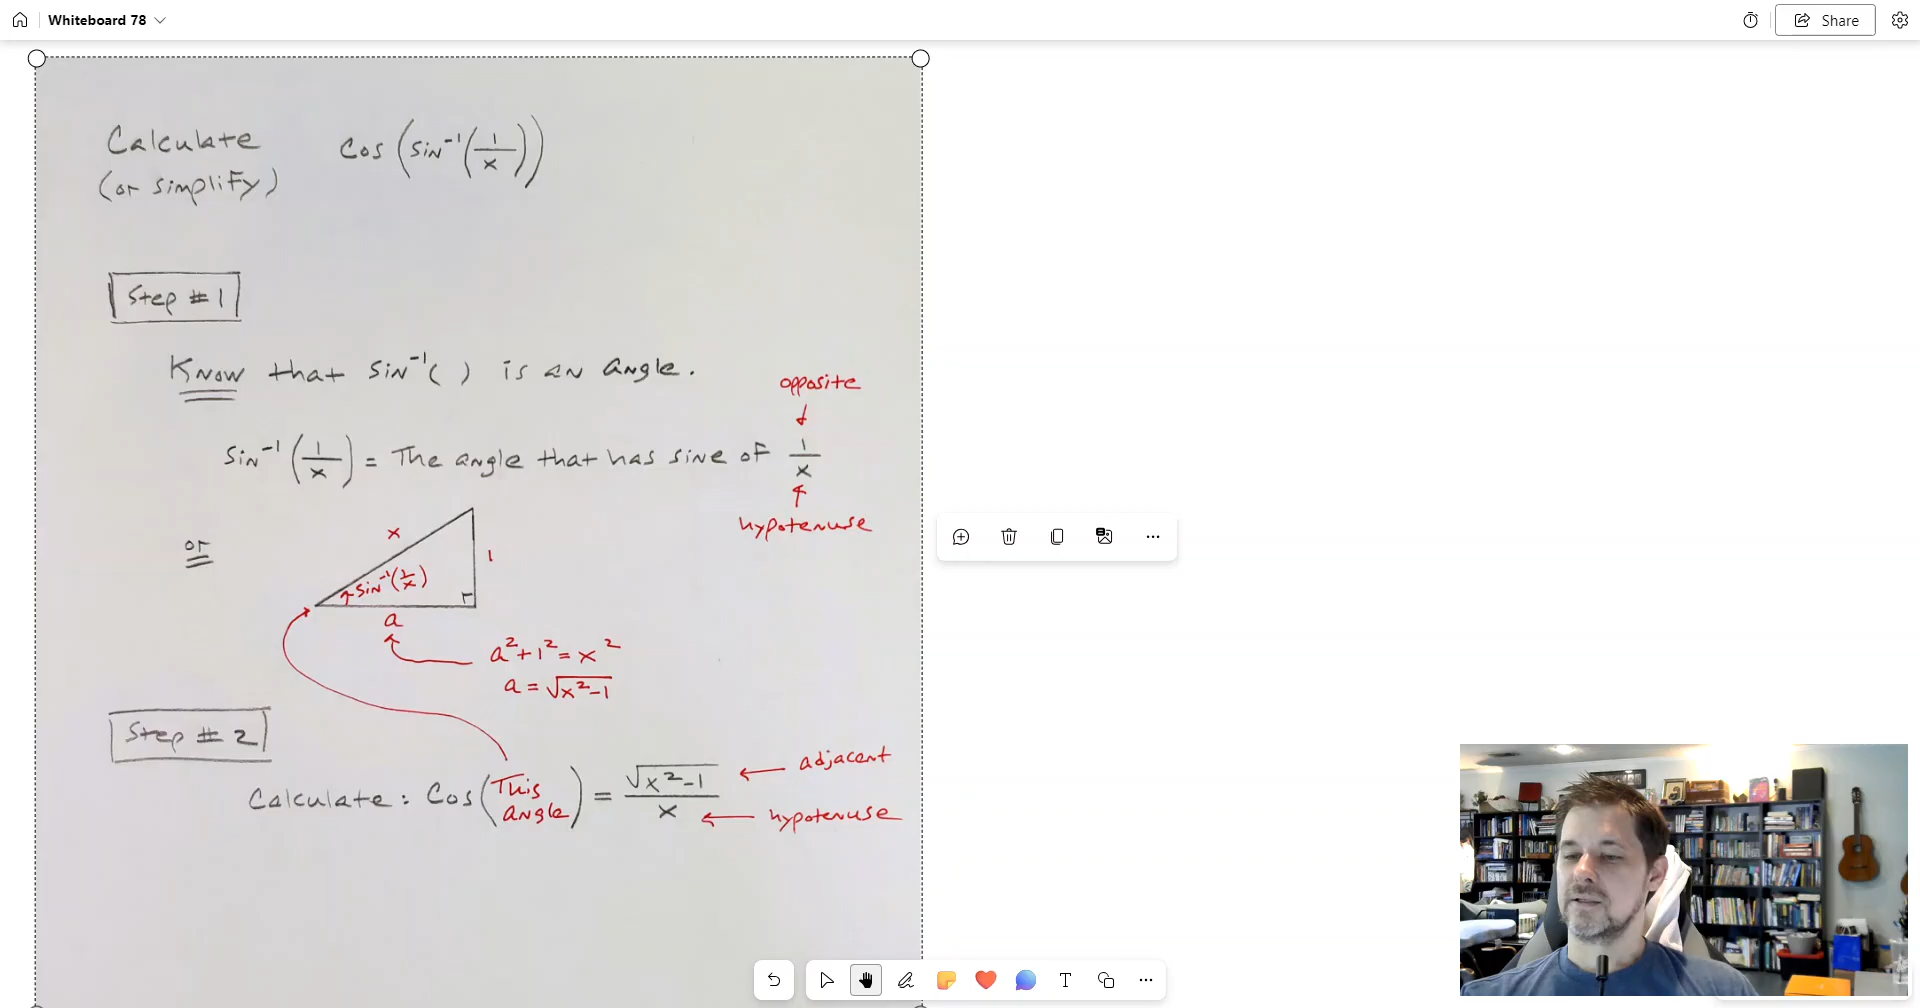 Whiteboard 78
Share
Calculate cos(sin⁻¹(1/x))
(or simplify)
Step #1
Know that sin⁻¹( ) is an angle.
opposite
sin⁻¹(1/x) = The angle that has sine of 1/x
hypotenuse
or
x
1
sin⁻¹(1/x)
a
a²+1²=x²
a=√x²-1
Step #2
adjacent
Calculate: Cos(This angle) = √x²-1/x
hypotenuse
T